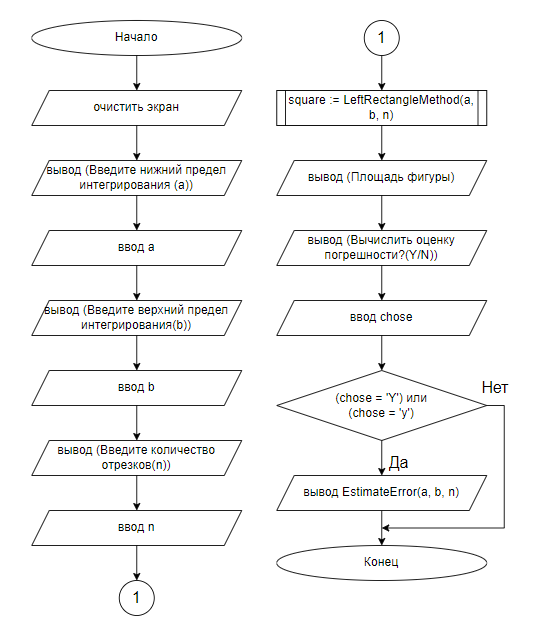 Начало
очистить экран
вывод (Введите нижний предел
интегрирования (a))
ввод a
вывод (Введите верхний предел
интегрирования(b))
ввод b
вывод (Введите количество
отрезков(n))
ввод n
1
1
square := LeftRectangleMethod(a,
b, n)
вывод (Площадь фигуры)
вывод (Вычислить оценку
погрешности?(Y/N))
ввод chose
(chose = 'Y') или
(chose = 'y')
Нет
Да
вывод EstimateError(a, b, n)
Конец